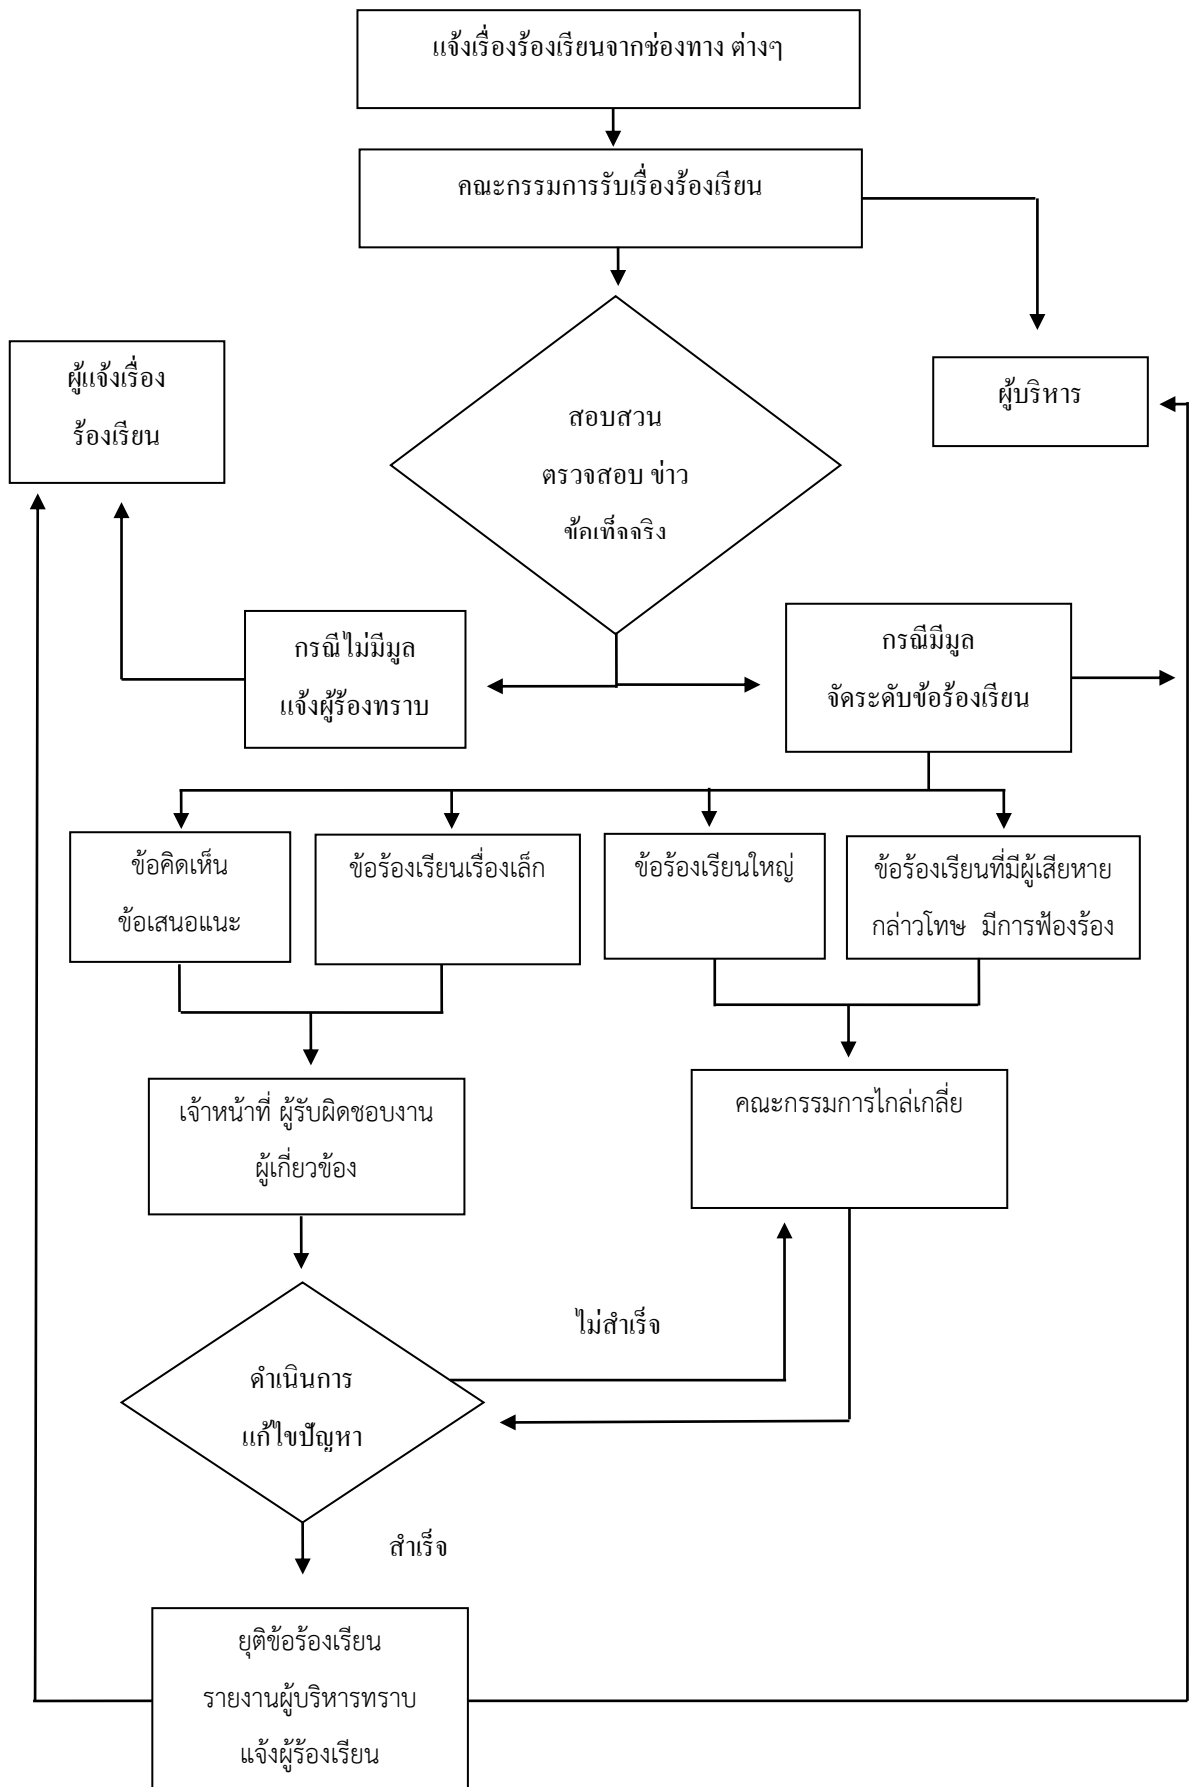 แจ้งเรื่องร้องเรียนจากช่องทาง ต่างๆ
คณะกรรมการรับเรื่องร้องเรียน
ผู้แจ้งเรื่อง
ร้องเรียน
สอบสวน
ตรวจสอบ ข่าว
ข้อเท็จจริง
ผู้บริหาร
กรณีไม่มีมูล
แจ้งผู้ร้องทราบ
กรณีมีมูล
จัดระดับข้อร้องเรียน
ข้อคิดเห็น
ข้อเสนอแนะ
ข้อร้องเรียนเรื่องเล็ก
ข้อร้องเรียนใหญ่
ข้อร้องเรียนที่มีผู้เสียหาย
กล่าวโทษ มีการฟ้องร้อง
เจ้าหน้าที่ ผู้รับผิดชอบงาน
ผู้เกี่ยวข้อง
คณะกรรมการไกล่เกลี่ย
ไม่สำเร็จ
ดำเนินการ
แก้ไขปัญหา
สำเร็จ
ยุติข้อร้องเรียน
รายงานผู้บริหารทราบ
แจ้งผู้ร้องเรียน